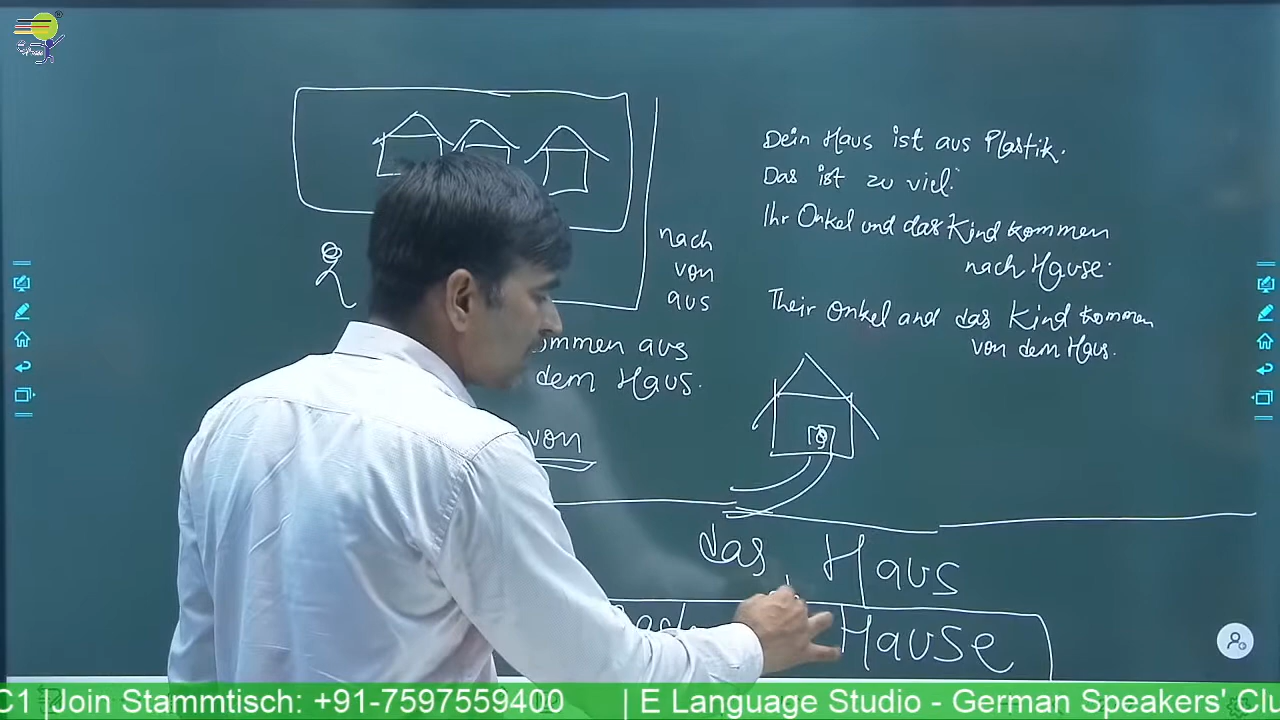 nach
von
aus
ommen aus
dem Haus.
von
Dein Haus ist aus Plastik.
Das ist zu viel.
Ihr Onkel und das Kind kommen
nach Hause.
Their Onkel and das Kind kommen
von dem Haus.
das Haus
Hause
C1 |Join Stammtisch: +91-7597559400 | E Language Studio - German Speakers' Clu